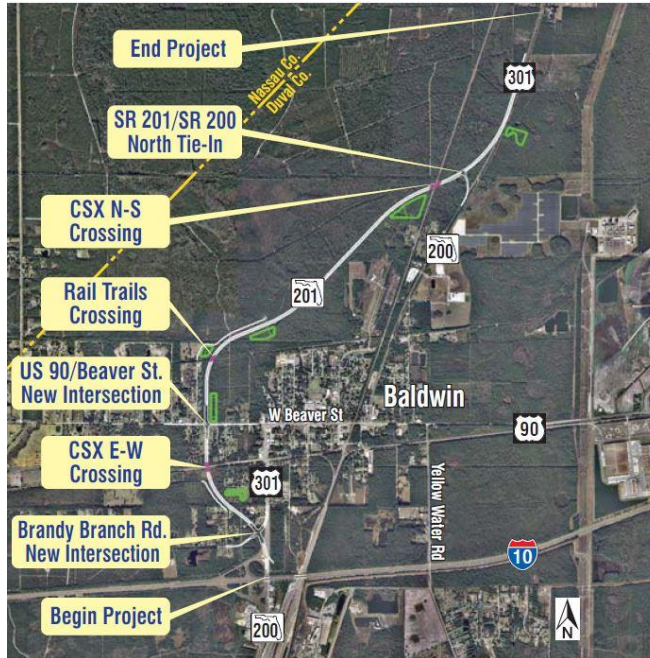 End Project
Nassau Co.
Duval Co.
301
SR 201/SR 200
North Tie-In
CSX N-S
Crossing
200
201
Rail Trails
Crossing
US 90/Beaver St.
New Intersection
W Beaver St
Baldwin
90
CSX E-W
Crossing
301
Yellow Water Rd
Brandy Branch Rd.
New Intersection
10
Begin Project
200
N